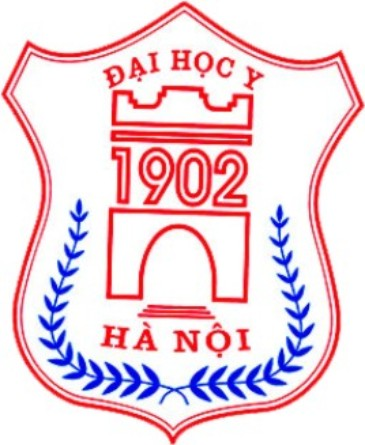 ĐẠI HỌC Y
1902
HÀ NỘI